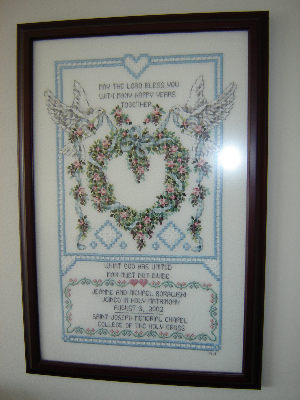 MAY THE LORD BLESS YOU
WITH MANY HAPPY YEARS
TOGETHER
WHAT GOD HAS UNITED
MAN MUST NOT DIVIDE
JEANNE AND MICHAEL
JOINED IN HOLY MATRIMONY
AUGUST 3, 2002
SAINT JOSEPH MEMORIAL CHAPEL
COLLEGE OF THE HOLY CROSS